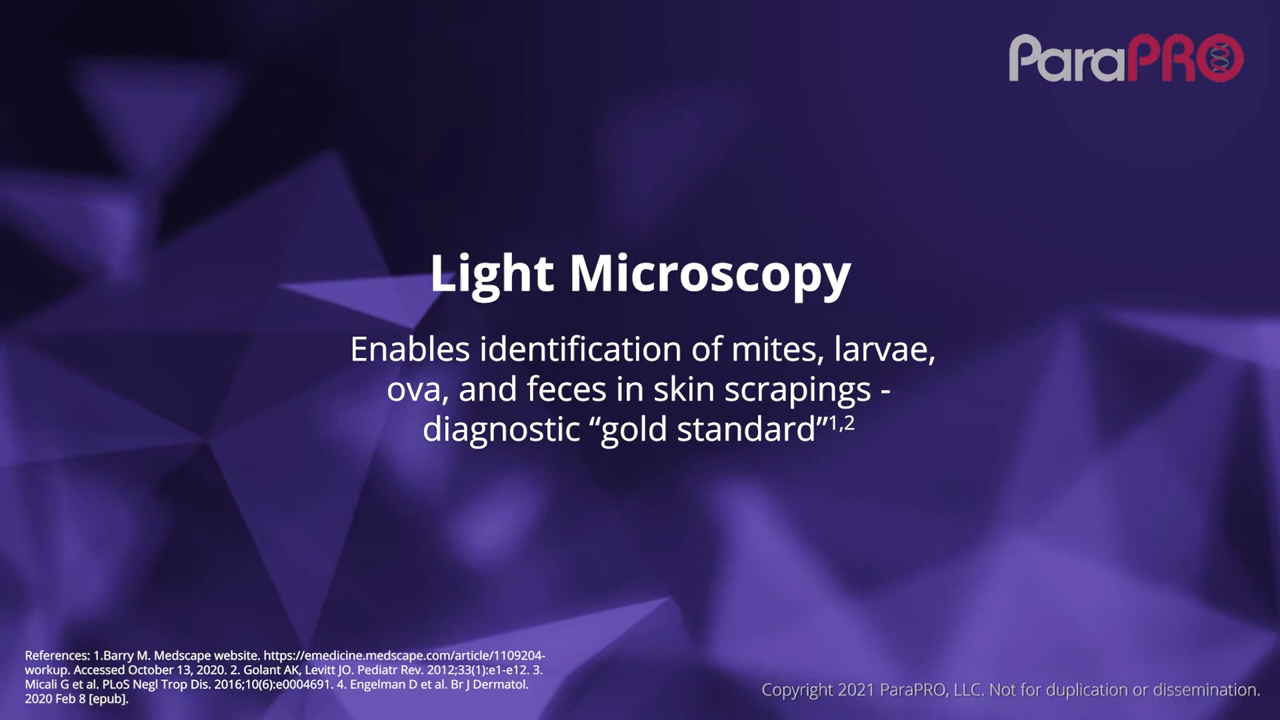 ParaPRO
Light Microscopy
Enables identification of mites, larvae,
ova, and feces in skin scrapings -
diagnostic “gold standard”1,2
References: 1.Barry M. Medscape website. https://emedicine.medscape.com/article/1109204-
workup. Accessed October 13, 2020. 2. Golant AK, Levitt JO. Pediatr Rev. 2012;33(1):e1-e12. 3.
Micali G et al. PLoS Negl Trop Dis. 2016;10(6):e0004691. 4. Engelman D et al. Br J Dermatol.
2020 Feb 8 [epub].
Copyright 2021 ParaPRO, LLC. Not for duplication or dissemination.